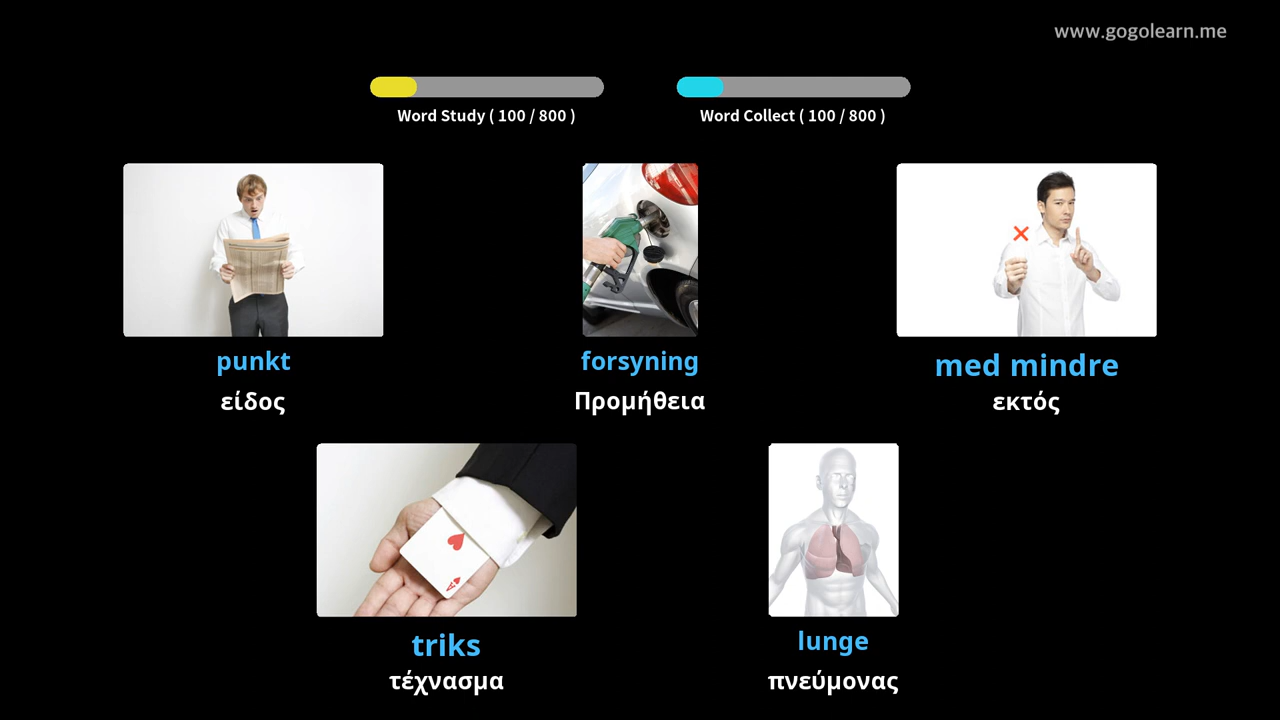 www.gogolearn.me
Word Study ( 100 / 800 )
Word Collect ( 100 / 800 )
punkt
είδος
forsyning
Προμήθεια
med mindre
εκτός
triks
τέχνασμα
lunge
πνεύμονας